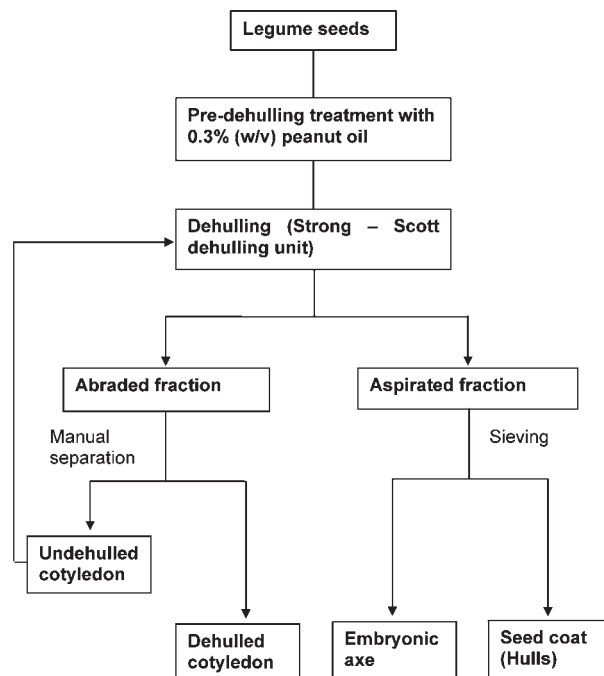 Legume seeds
Pre-dehulling treatment with
0.3% (w/v) peanut oil
Dehulling (Strong – Scott
dehulling unit)
Abraded fraction
Aspirated fraction
Manual
separation
Sieving
Undehulled
cotyledon
Dehulled
cotyledon
Embryonic
axe
Seed coat
(Hulls)